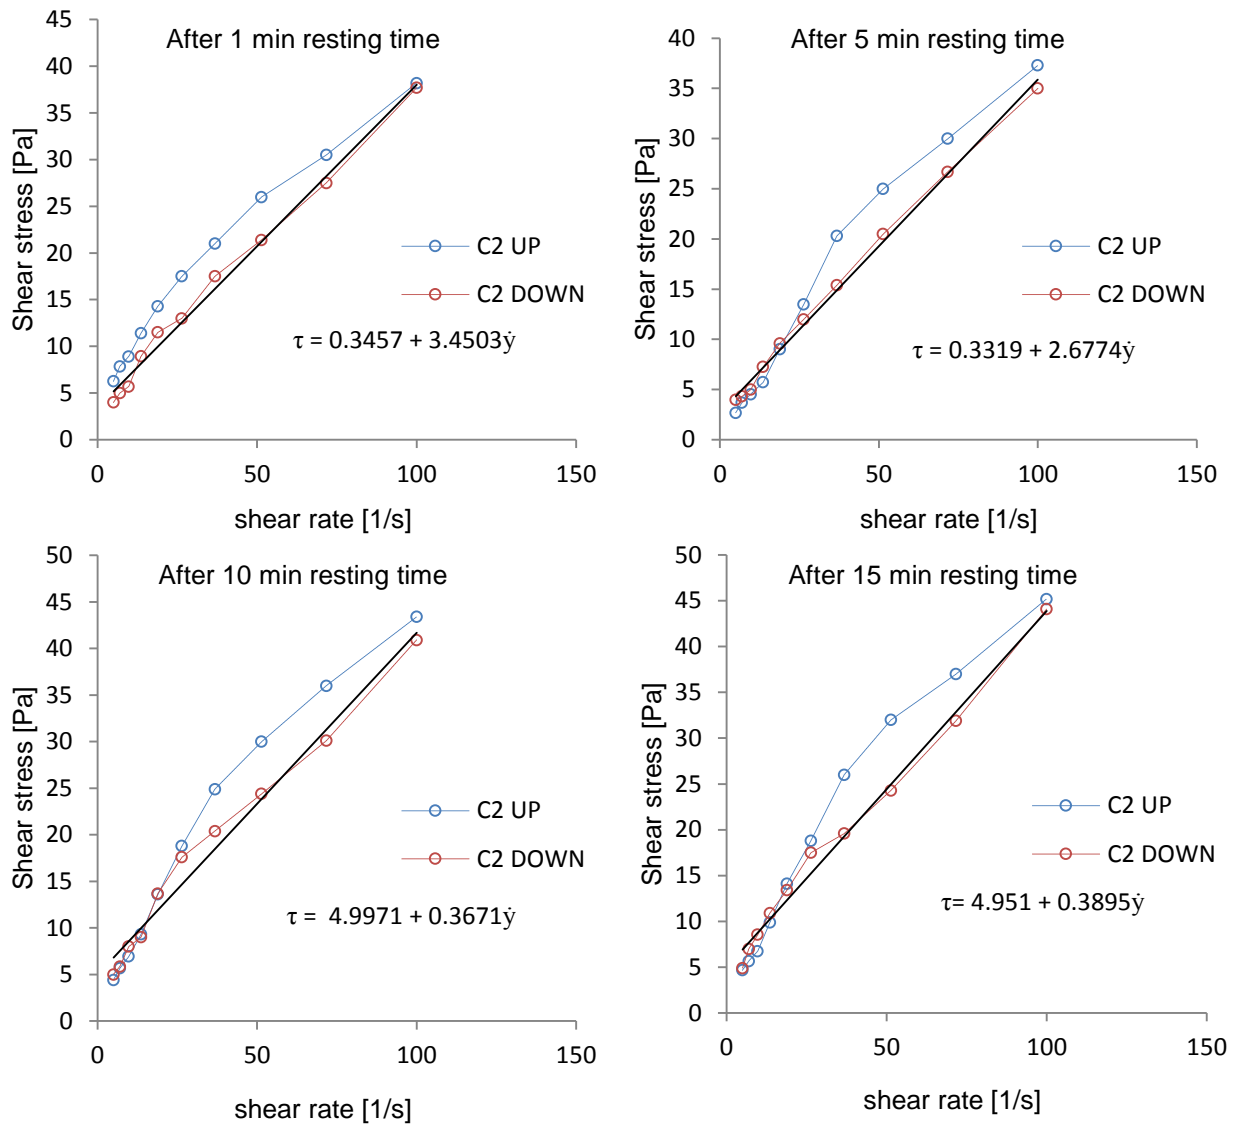 After 1 min resting time
45
40
35
30
25
20
15
10
5
0
Shear stress [Pa]
C2 UP
C2 DOWN
τ = 0.3457 + 3.4503ẏ
0 50 100 150
shear rate [1/s]
After 5 min resting time
40
35
30
25
20
15
10
5
0
Shear stress [Pa]
C2 UP
C2 DOWN
τ = 0.3319 + 2.6774ẏ
0 50 100 150
shear rate [1/s]
After 10 min resting time
50
45
40
35
30
25
20
15
10
5
0
Shear stress [Pa]
C2 UP
C2 DOWN
τ = 4.9971 + 0.3671ẏ
0 50 100 150
shear rate [1/s]
After 15 min resting time
50
45
40
35
30
25
20
15
10
5
0
Shear stress [Pa]
C2 UP
C2 DOWN
τ= 4.951 + 0.3895ẏ
0 50 100 150
shear rate [1/s]